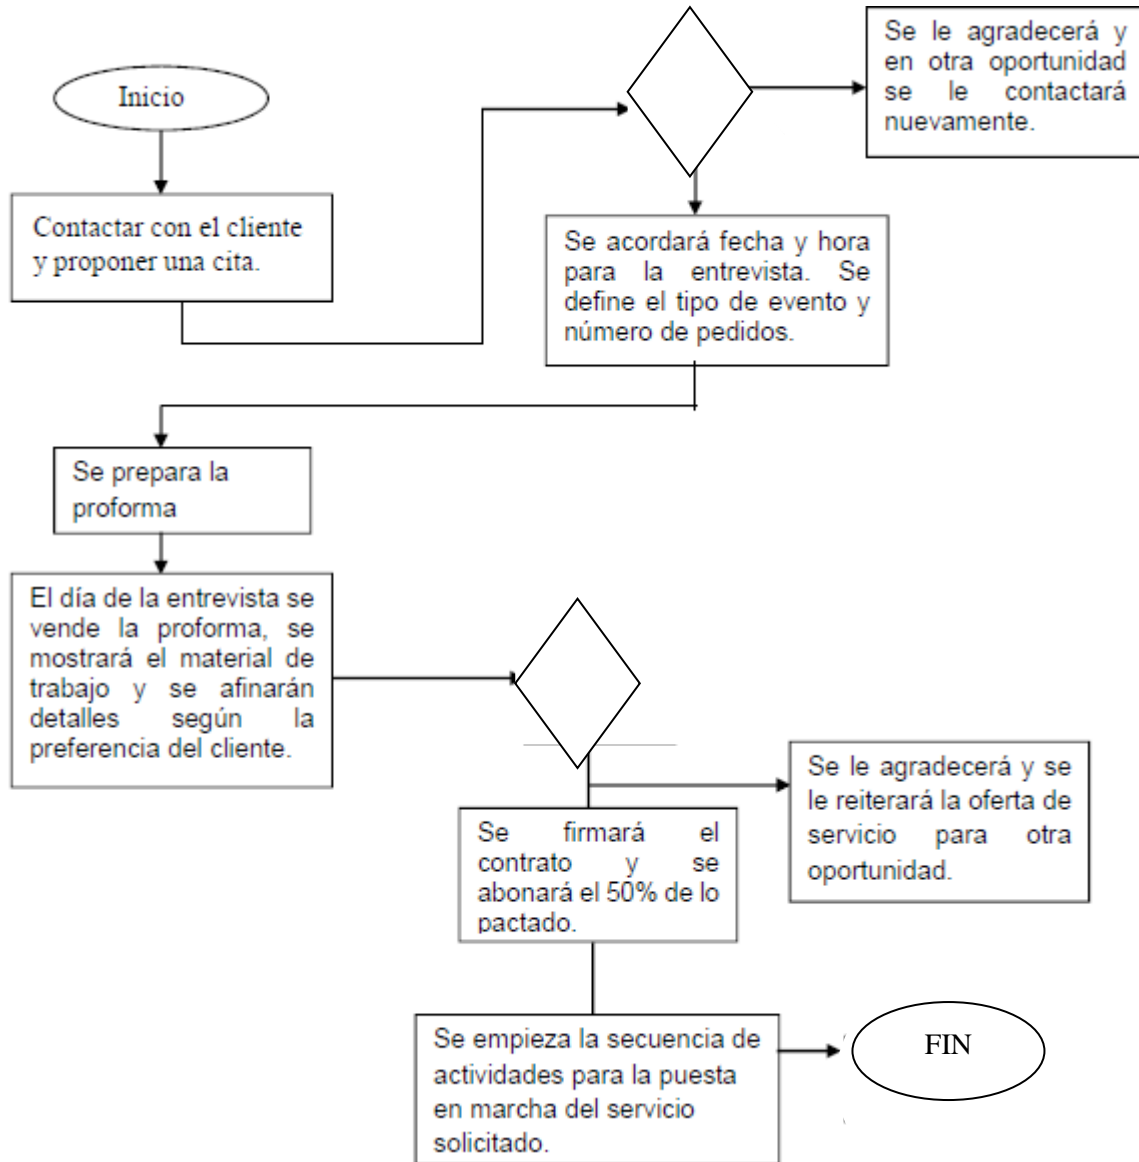 Inicio
Contactar con el cliente
y proponer una cita.
Se le agradecerá y
en otra oportunidad
se le contactará
nuevamente.
Se acordará fecha y hora
para la entrevista. Se
define el tipo de evento y
número de pedidos.
Se prepara la
proforma
El día de la entrevista se
vende la proforma, se
mostrará el material de
trabajo y se afinarán
detalles según la
preferencia del cliente.
Se le agradecerá y se
le reiterará la oferta de
servicio para otra
oportunidad.
Se firmará el
contrato y se
abonará el 50% de lo
pactado.
Se empieza la secuencia de
actividades para la puesta
en marcha del servicio
solicitado.
FIN